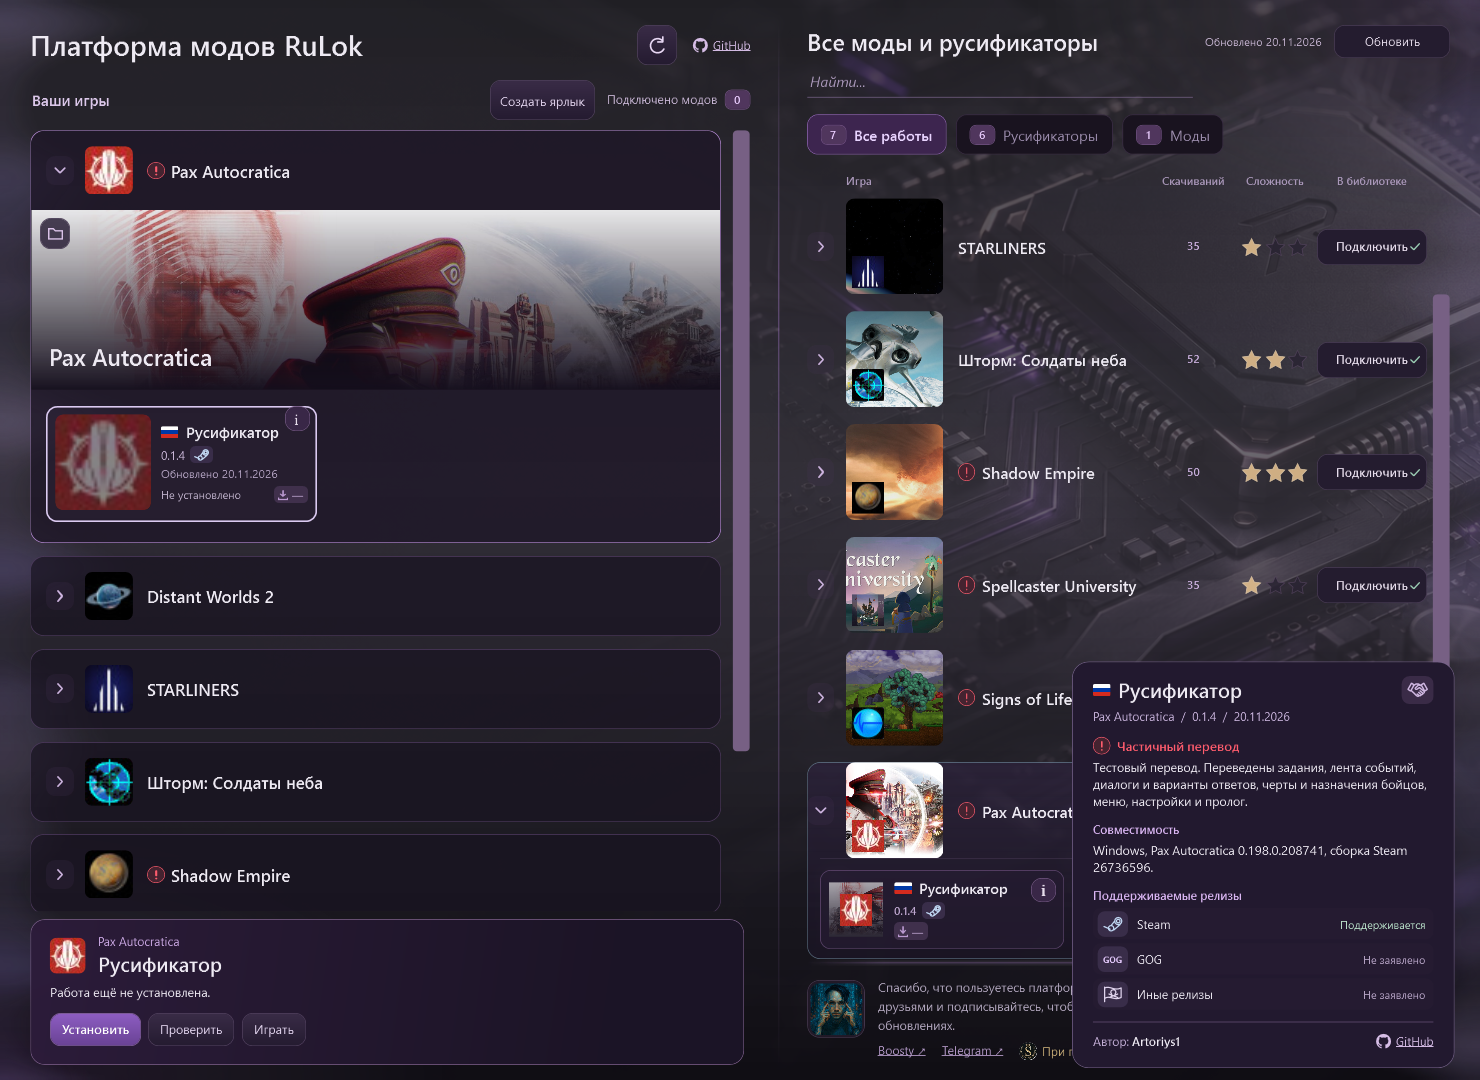 Платформа модов RuLok
GitHub
Ваши игры
Создать ярлык
Подключено модов 0
Pax Autocratica
Pax Autocratica
Русификатор
i
0.1.4
Обновлено 20.11.2026
Не установлено
—
Distant Worlds 2
STARLINERS
Шторм: Солдаты неба
Shadow Empire
Pax Autocratica
Русификатор
Работа ещё не установлена.
Установить
Проверить
Играть
Все моды и русификаторы
Обновлено 20.11.2026
Обновить
Найти...
7 Все работы
6 Русификаторы
1 Моды
Игра
Скачиваний
Сложность
В библиотеке
STARLINERS
35
Подключить
Шторм: Солдаты неба
52
Подключить
Shadow Empire
50
Подключить
caster
niversity
Spellcaster University
35
Подключить
Signs of Life
Pax Autocrat
Русификатор
i
0.1.4
—
Спасибо, что пользуетесь платфор
друзьями и подписывайтесь, чтоб
обновлениях.
Boosty ↗
Telegram ↗
При п
Русификатор
Pax Autocratica / 0.1.4 / 20.11.2026
Частичный перевод
Тестовый перевод. Переведены задания, лента событий,
диалоги и варианты ответов, черты и назначения бойцов,
меню, настройки и пролог.
Совместимость
Windows, Pax Autocratica 0.198.0.208741, сборка Steam
26736596.
Поддерживаемые релизы
Steam
Поддерживается
GOG
GOG
Не заявлено
Иные релизы
Не заявлено
Автор: Artoriys1
GitHub